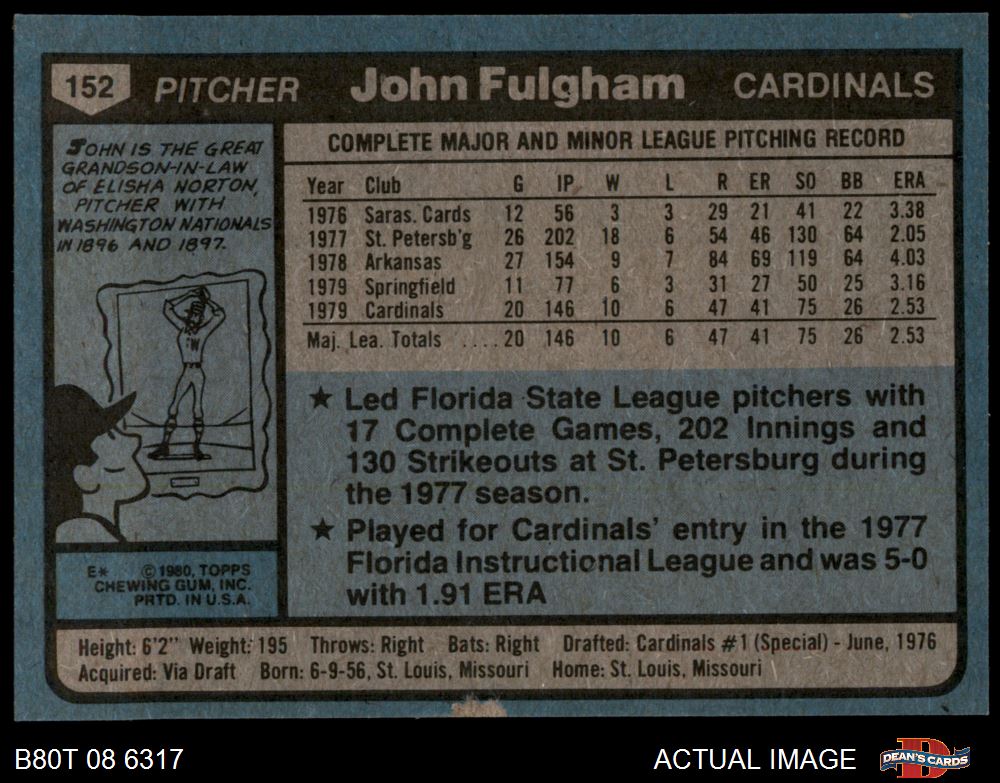 152 PITCHER John Fulgham CARDINALS
JOHN IS THE GREAT
GRANDSON-IN-LAW
OF ELISHA NORTON,
PITCHER WITH
WASHINGTON NATIONALS
IN 1896 AND 1897.
W
E* © 1980, TOPPS
CHEWING GUM, INC.
PRTD. IN U.S.A.
COMPLETE MAJOR AND MINOR LEAGUE PITCHING RECORD
Year Club G IP W L R ER SO BB ERA
1976 Saras. Cards 12 56 3 3 29 21 41 22 3.38
1977 St. Petersb'g 26 202 18 6 54 46 130 64 2.05
1978 Arkansas 27 154 9 7 84 69 119 64 4.03
1979 Springfield 11 77 6 3 31 27 50 25 3.16
1979 Cardinals 20 146 10 6 47 41 75 26 2.53
Maj. Lea. Totals ....20 146 10 6 47 41 75 26 2.53
★ Led Florida State League pitchers with
17 Complete Games, 202 Innings and
130 Strikeouts at St. Petersburg during
the 1977 season.
★ Played for Cardinals' entry in the 1977
Florida Instructional League and was 5-0
with 1.91 ERA
Height: 6'2" Weight: 195 Throws: Right Bats: Right Drafted: Cardinals #1 (Special) - June, 1976
Acquired: Via Draft Born: 6-9-56, St. Louis, Missouri Home: St. Louis, Missouri
B80T 08 6317 ACTUAL IMAGE D DEAN'S CARDS